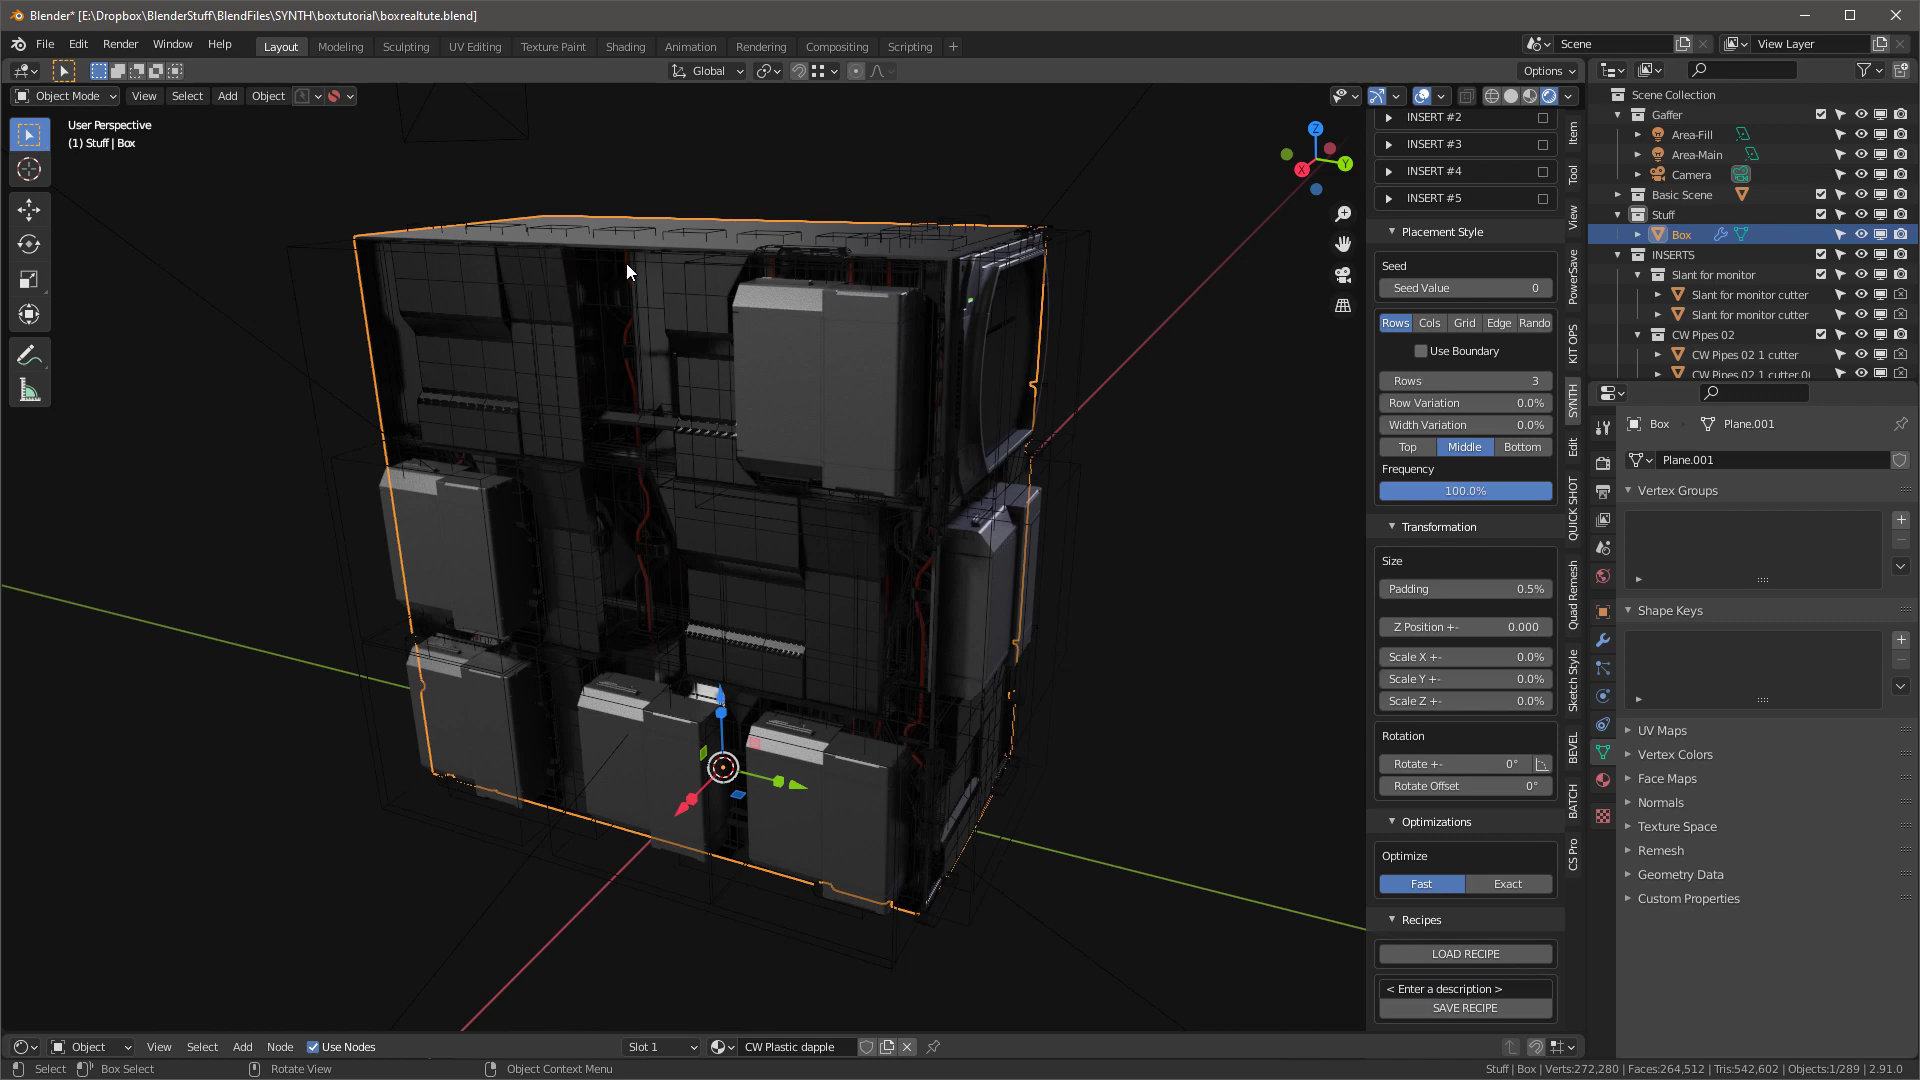 Blender* [E:\Dropbox\BlenderStuff\BlendFiles\SYNTH\boxtutorial\boxrealtute.blend]
File Edit Render Window Help
Layout Modeling Sculpting UV Editing Texture Paint Shading Animation Rendering Compositing Scripting +
Scene
View Layer
Global
Options
Object Mode View Select Add Object
User Perspective
(1) Stuff | Box
Z
Y
X
INSERT #2
INSERT #3
INSERT #4
INSERT #5
Placement Style
Seed
Seed Value 0
Rows Cols Grid Edge Rando
Use Boundary
Rows 3
Row Variation 0.0%
Width Variation 0.0%
Top Middle Bottom
Frequency
100.0%
Transformation
Size
Padding 0.5%
Z Position +- 0.000
Scale X +- 0.0%
Scale Y +- 0.0%
Scale Z +- 0.0%
Rotation
Rotate +- 0°
Rotate Offset 0°
Optimizations
Optimize
Fast Exact
Recipes
LOAD RECIPE
< Enter a description >
SAVE RECIPE
Item
Tool
View
PowerSave
KIT OPS
SYNTH
Edit
QUICK SHOT
Quad Remesh
Sketch Style
BEVEL
BATCH
CS Pro
Scene Collection
Gaffer
Area-Fill
Area-Main
Camera
Basic Scene
Stuff
Box
INSERTS
Slant for monitor
Slant for monitor cutter
Slant for monitor cutter
CW Pipes 02
CW Pipes 02 1 cutter
CW Pipes 02 1 cutter.0
Box Plane.001
Plane.001
Vertex Groups
Shape Keys
UV Maps
Vertex Colors
Face Maps
Normals
Texture Space
Remesh
Geometry Data
Custom Properties
Object View Select Add Node Use Nodes
Slot 1
CW Plastic dapple
Select Box Select Rotate View Object Context Menu
Stuff | Box | Verts:272,280 | Faces:264,512 | Tris:542,602 | Objects:1/289 | 2.91.0